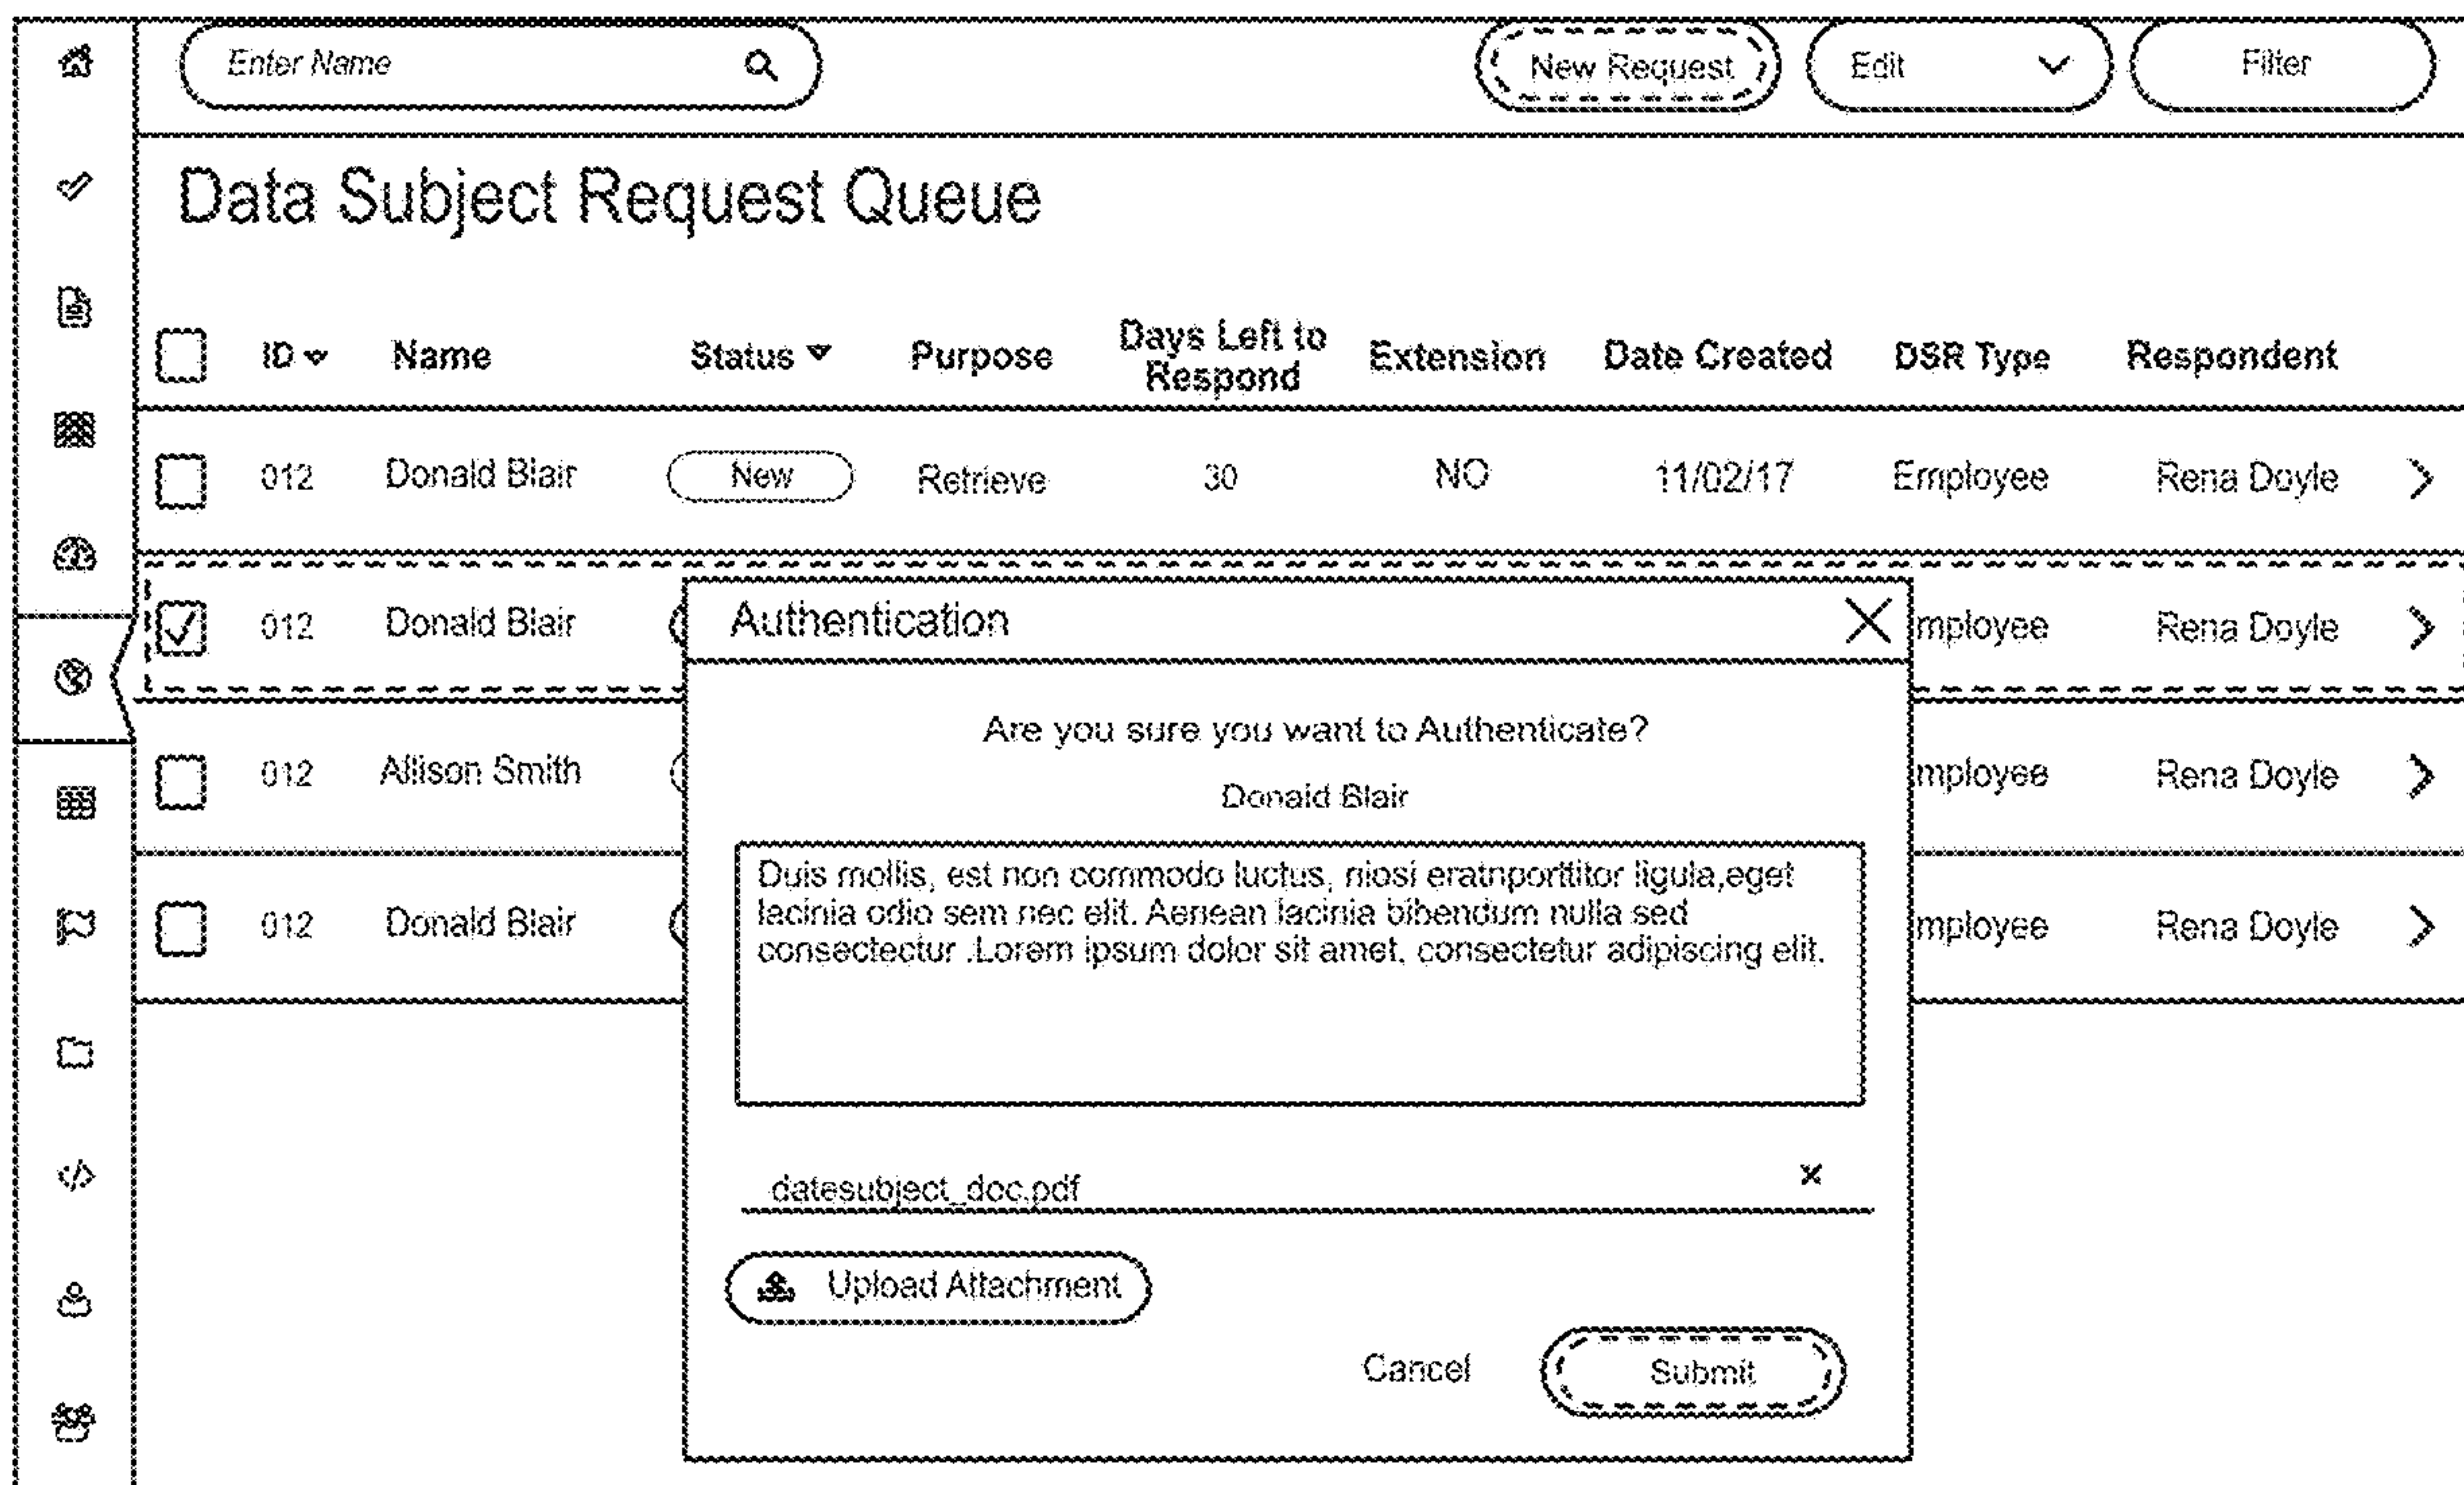 Enter Name
New Request
Edit
Filter
Data Subject Request Queue
ID Name Status Purpose Days Left to Respond Extension Date Created DSR Type Respondent
012 Donald Blair New Retrieve 30 NO 11/02/17 Employee Rena Doyle
012 Donald Blair mployee Rena Doyle
012 Allison Smith mployee Rena Doyle
012 Donald Blair mployee Rena Doyle
Authentication
Are you sure you want to Authenticate?
Donald Blair
Duis mollis, est non commodo luctus, niosi eratnporttitor ligula,eget
lacinia odio sem nec elit. Aenean lacinia bibendum nulla sed
consectectur .Lorem ipsum dolor sit amet, consectetur adipiscing elit.
datesubject_doc.pdf
Upload Attachment
Cancel
Submit